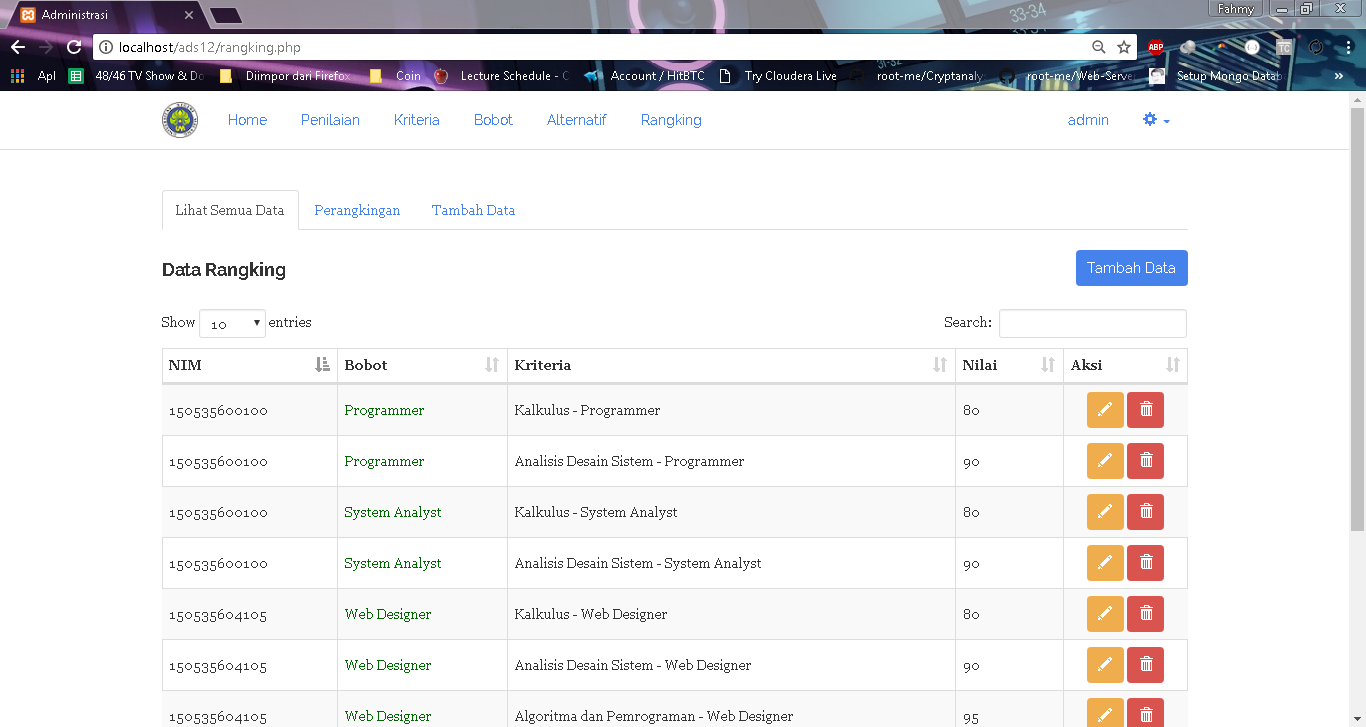 Administrasi
Fahmy
localhost/ads12/rangking.php
ABP
TC
Apl 48/46 TV Show & Do Diimpor dari Firefox Coin Lecture Schedule - C Account / HitBTC Try Cloudera Live root-me/Cryptanaly root-me/Web-Serve Setup Mongo Datab »
Home Penilaian Kriteria Bobot Alternatif Rangking admin
Lihat Semua Data Perangkingan Tambah Data
Data Rangking Tambah Data
Show 10 entries Search:
NIM Bobot Kriteria Nilai Aksi
150535600100 Programmer Kalkulus - Programmer 80
150535600100 Programmer Analisis Desain Sistem - Programmer 90
150535600100 System Analyst Kalkulus - System Analyst 80
150535600100 System Analyst Analisis Desain Sistem - System Analyst 90
150535604105 Web Designer Kalkulus - Web Designer 80
150535604105 Web Designer Analisis Desain Sistem - Web Designer 90
150535604105 Web Designer Algoritma dan Pemrograman - Web Designer 95